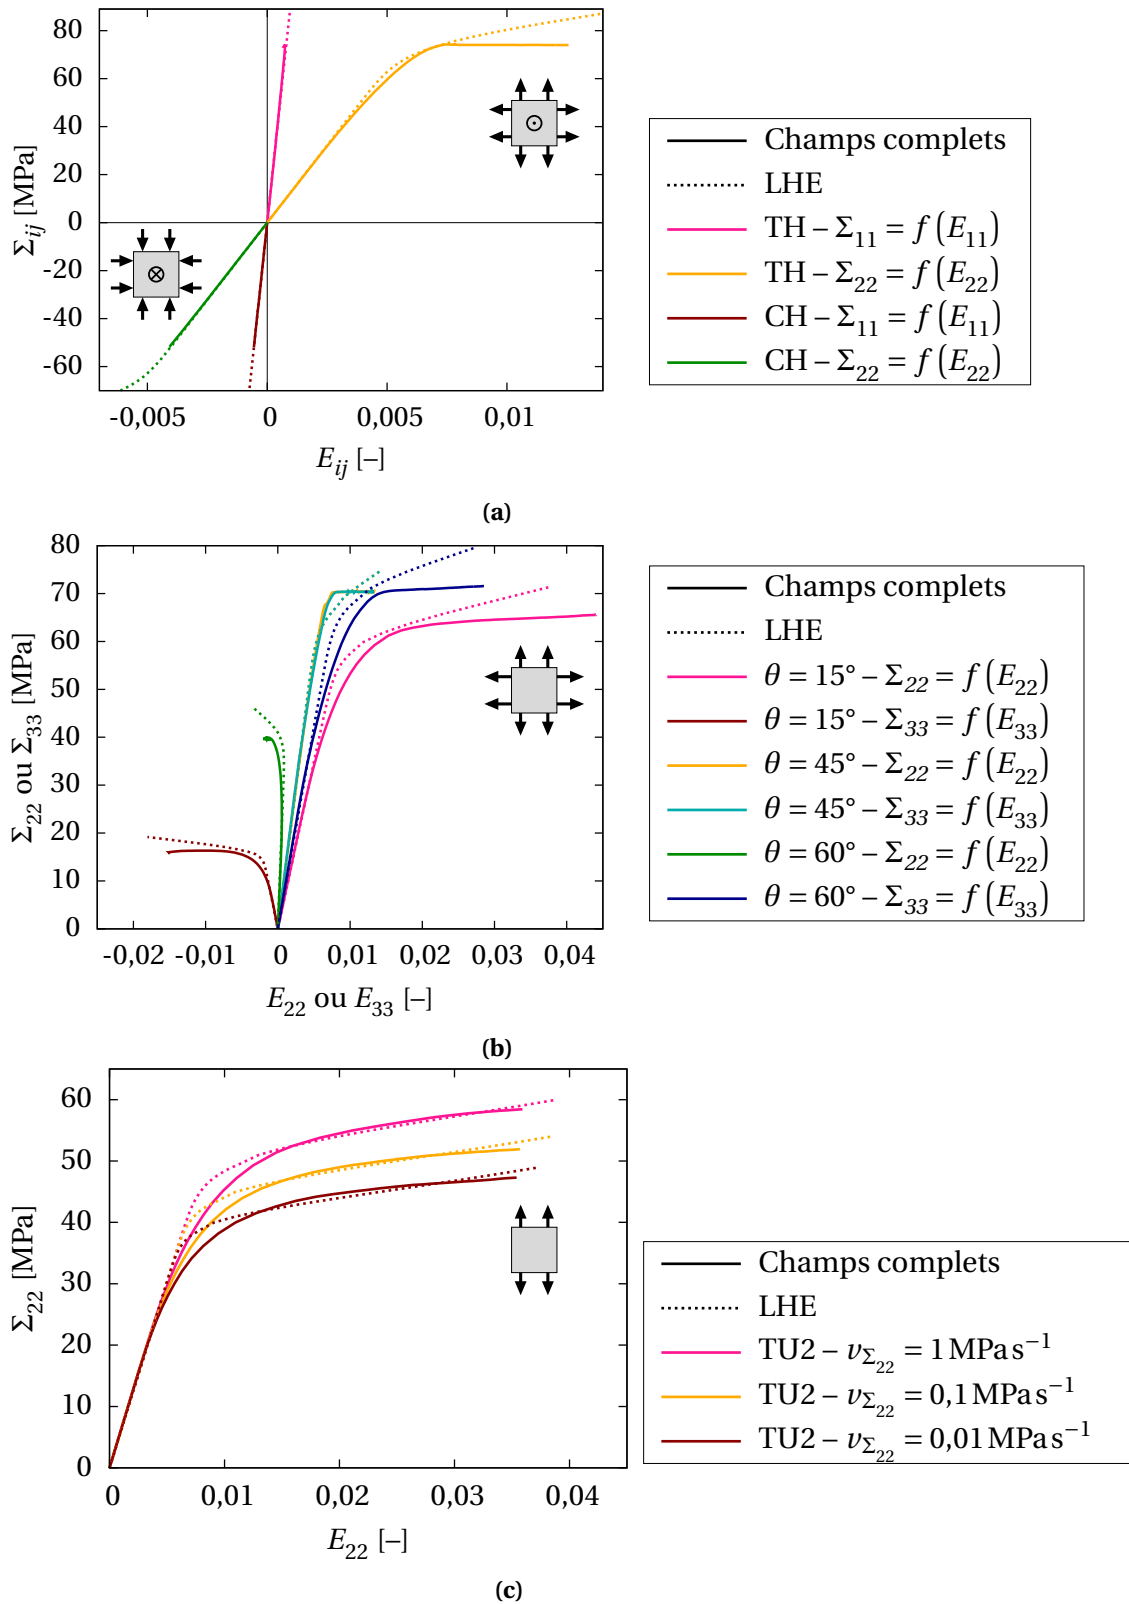 80
60
40
20
0
-20
-40
-60
Σij [MPa]
-0,005 0 0,005 0,01
Eij [–]
Champs complets
LHE
TH – Σ11 = f (E11)
TH – Σ22 = f (E22)
CH – Σ11 = f (E11)
CH – Σ22 = f (E22)
(a)
80
70
60
50
40
30
20
10
0
Σ22 ou Σ33 [MPa]
-0,02 -0,01 0 0,01 0,02 0,03 0,04
E22 ou E33 [–]
Champs complets
LHE
θ = 15° – Σ22 = f (E22)
θ = 15° – Σ33 = f (E33)
θ = 45° – Σ22 = f (E22)
θ = 45° – Σ33 = f (E33)
θ = 60° – Σ22 = f (E22)
θ = 60° – Σ33 = f (E33)
(b)
60
50
40
30
20
10
0
Σ22 [MPa]
0 0,01 0,02 0,03 0,04
E22 [–]
Champs complets
LHE
TU2 – vΣ22 = 1 MPa s−1
TU2 – vΣ22 = 0,1 MPa s−1
TU2 – vΣ22 = 0,01 MPa s−1
(c)